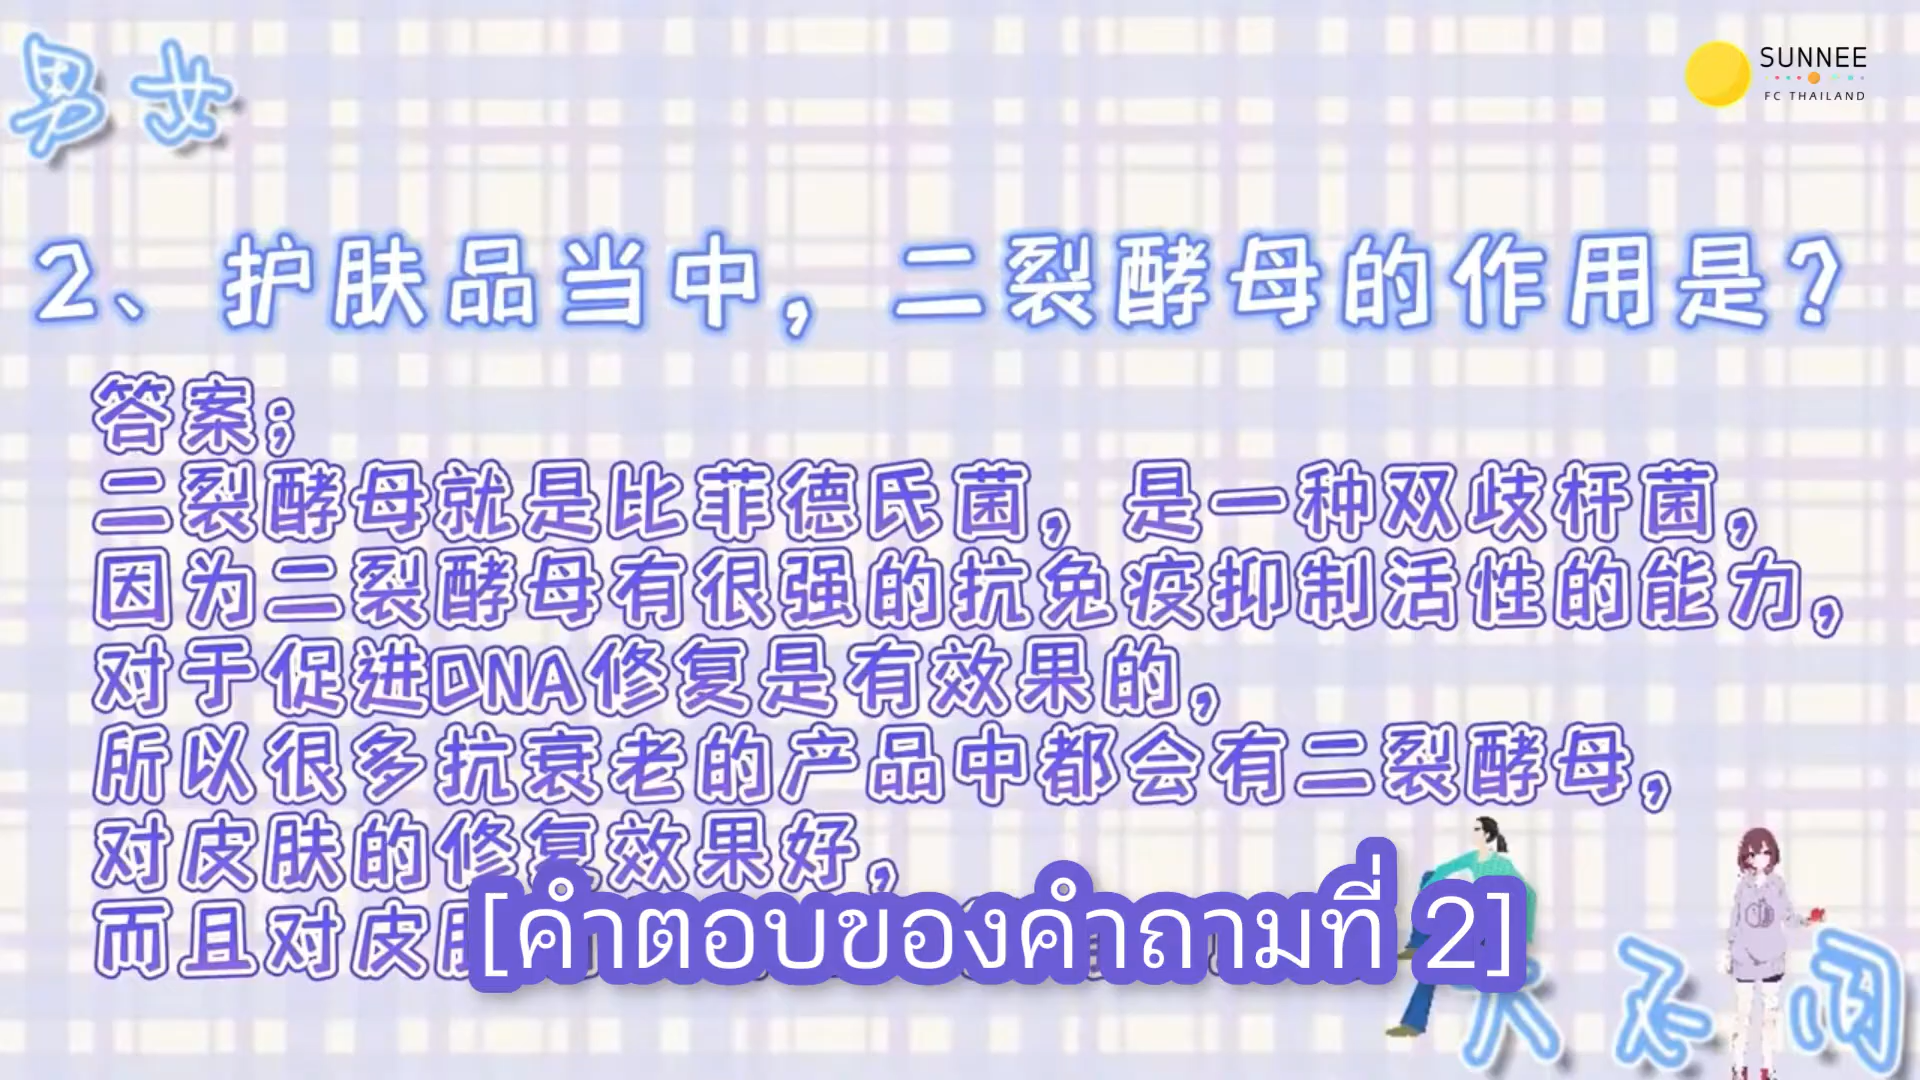 男女
SUNNEE
FC THAILAND
2、护肤品当中，二裂酵母的作用是？
答案；
二裂酵母就是比菲德氏菌，是一种双歧杆菌，
因为二裂酵母有很强的抗免疫抑制活性的能力，
对于促进DNA修复是有效果的，
所以很多抗衰老的产品中都会有二裂酵母，
对皮肤的修复效果好，
而且对皮肤
[คำตอบของคำถามที่ 2]
大不同